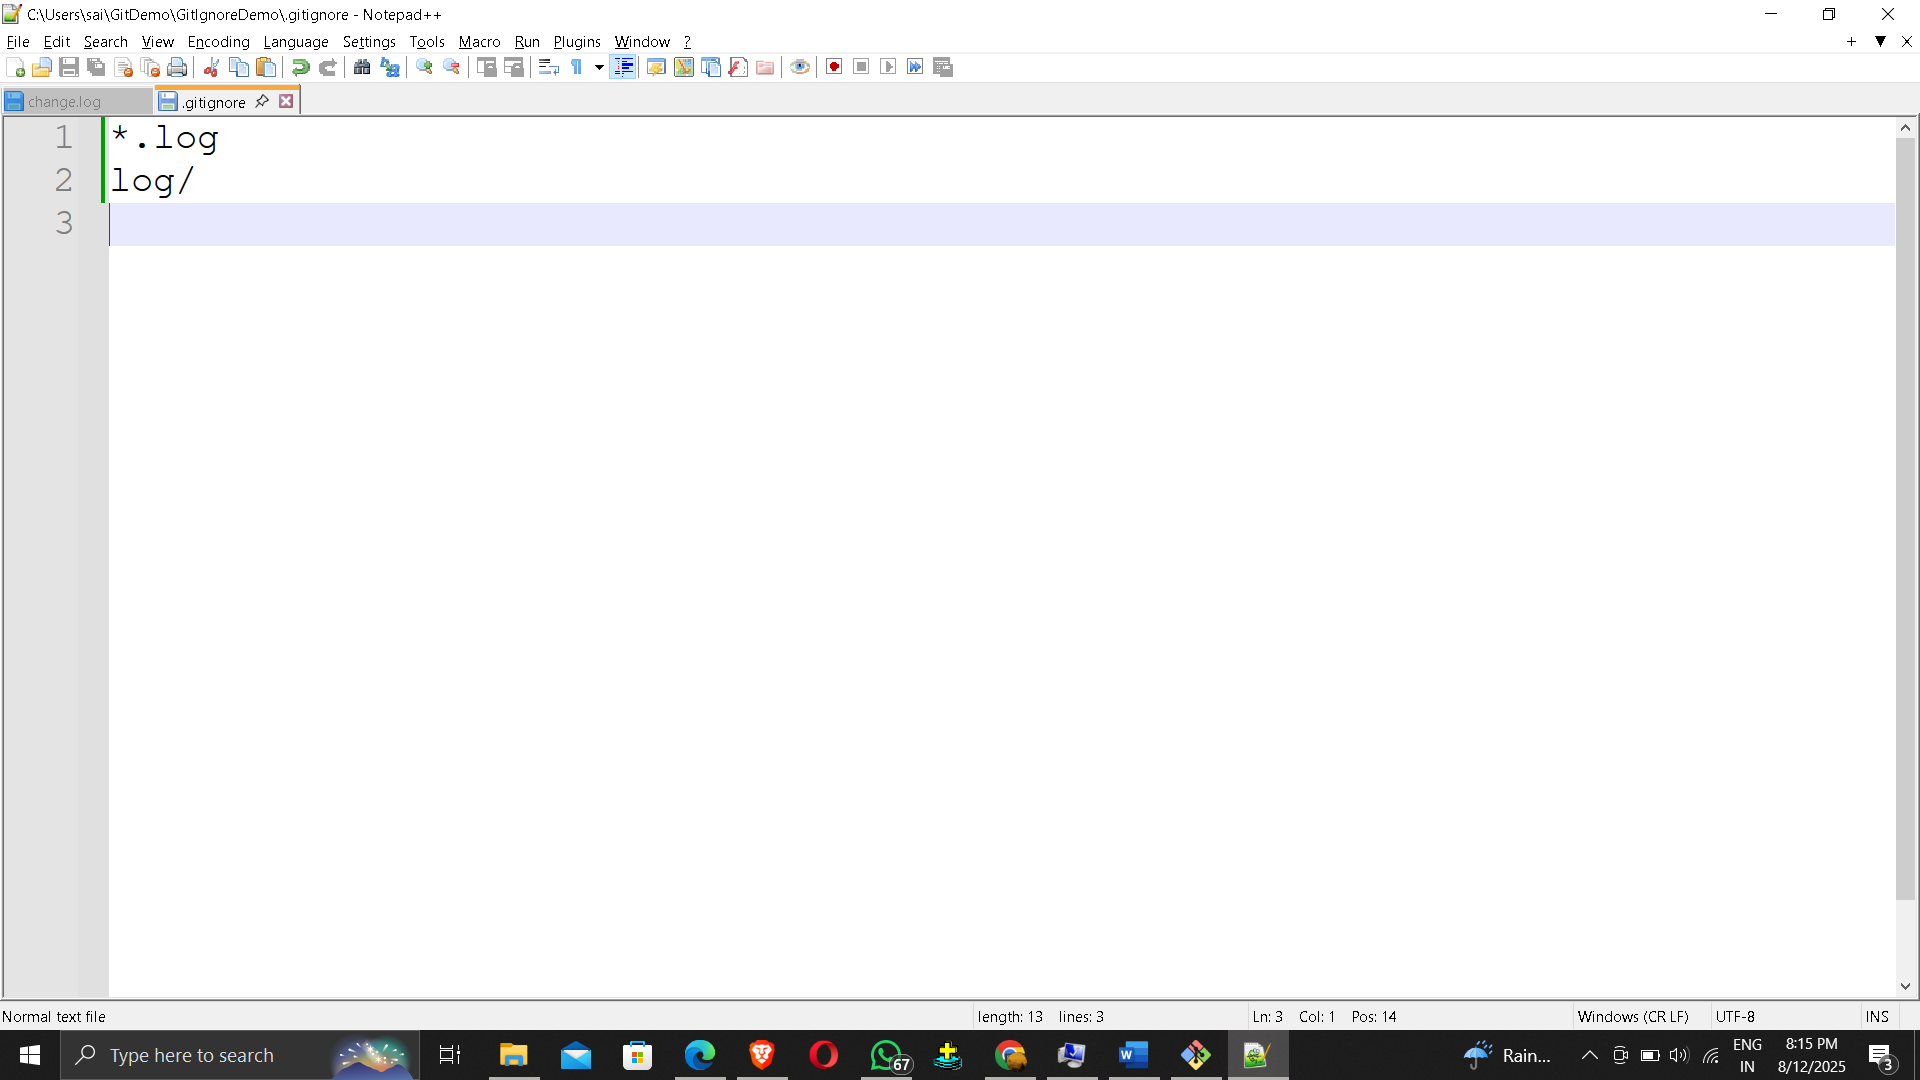 C:\Users\sai\GitDemo\GitIgnoreDemo\.gitignore - Notepad++
File Edit Search View Encoding Language Settings Tools Macro Run Plugins Window ?
change.log .gitignore
1 *.log
2 log/
3
Normal text file length: 13 lines: 3 Ln: 3 Col: 1 Pos: 14 Windows (CR LF) UTF-8 INS
Type here to search 67 Rain... ENG 8:15 PM
IN 8/12/2025 3